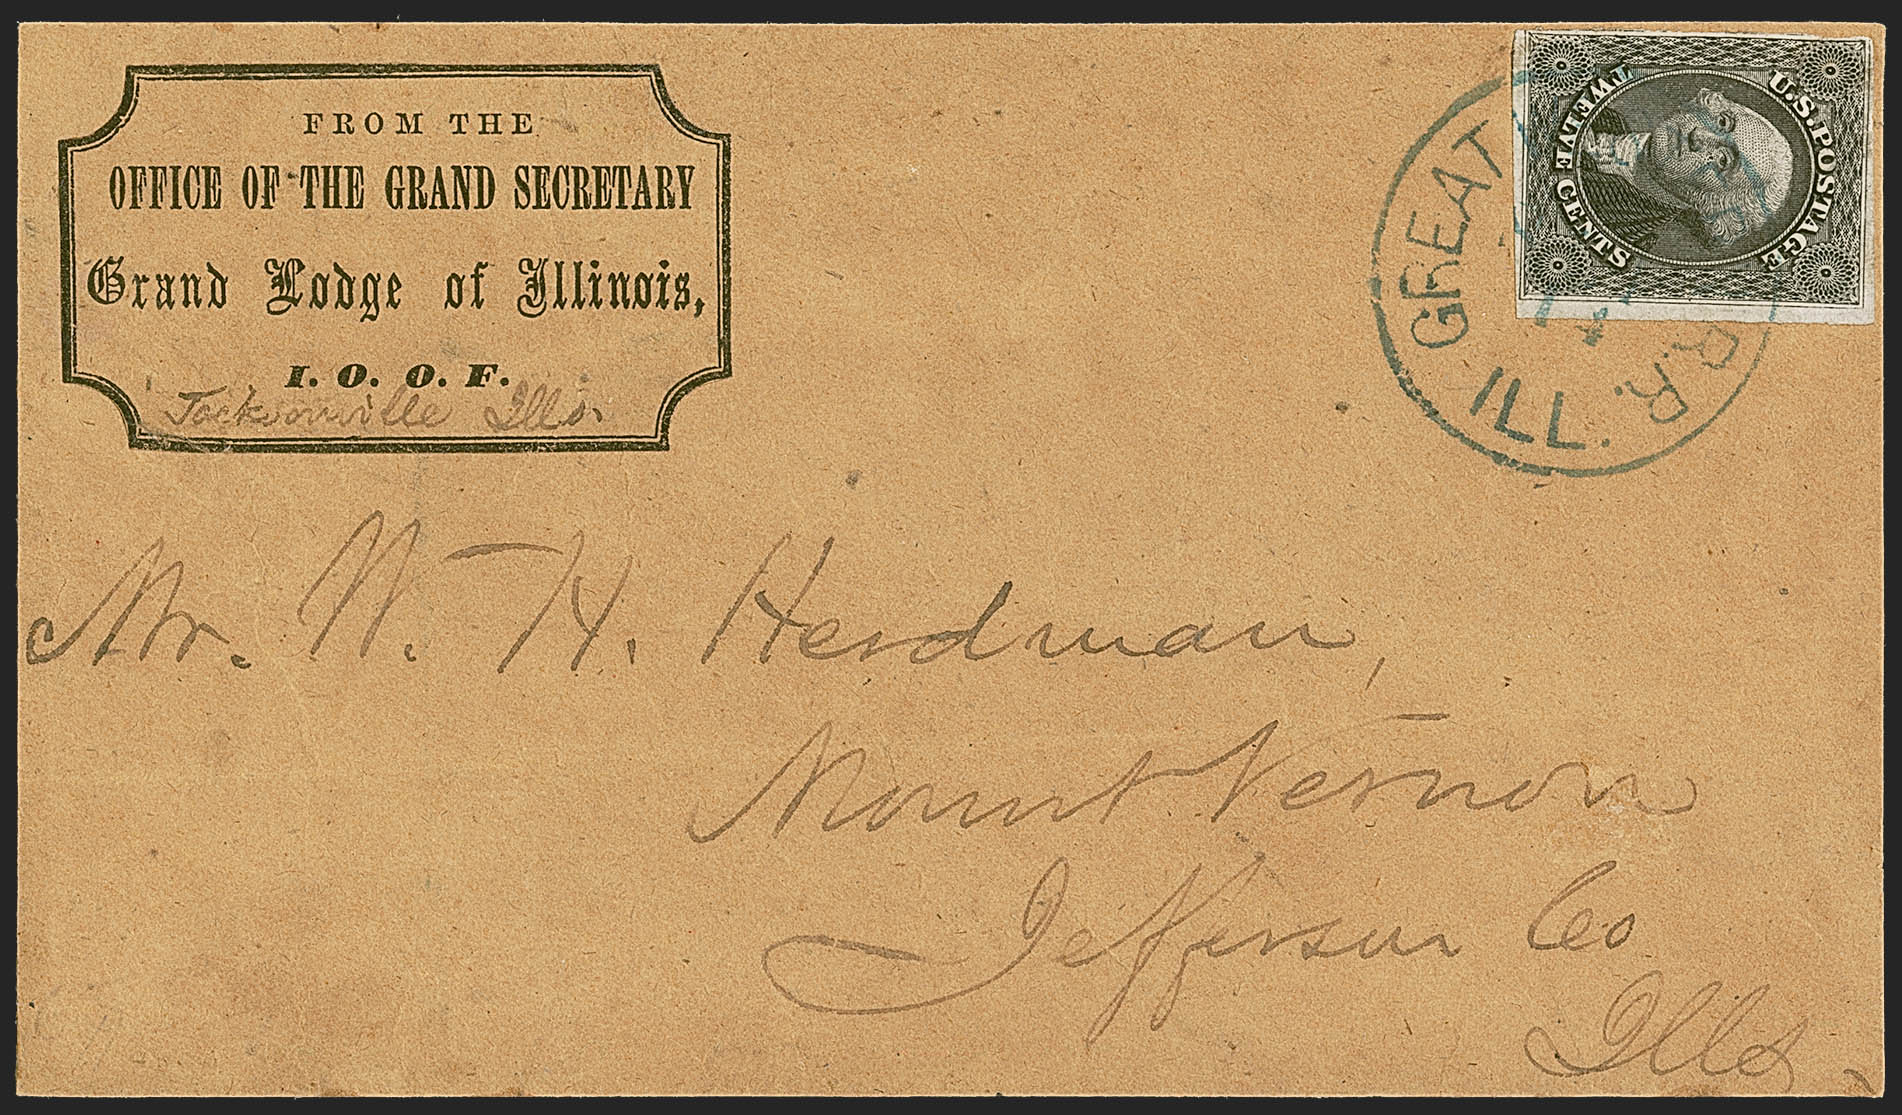 FROM THE
OFFICE OF THE GRAND SECRETARY
Grand Lodge of Illinois,
I. O. O. F.
Jacksonville Ills.
U.S. POSTAGE
TWELVE CENTS
GREAT R.R.
14
ILL.
Mr. W. H. Herdman,
Mount Vernon
Jefferson Co
Ills.